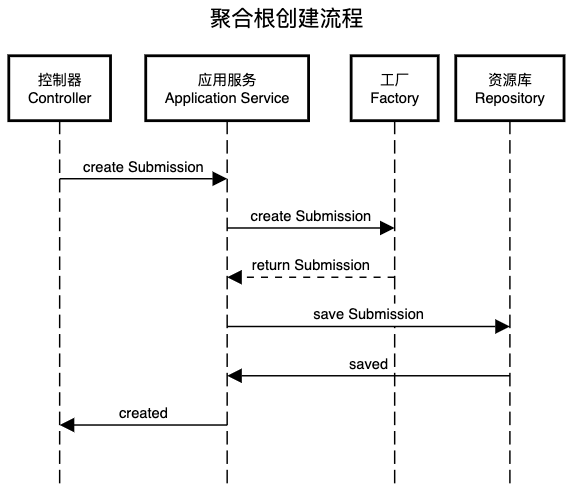 聚合根创建流程
控制器
Controller
应用服务
Application Service
工厂
Factory
资源库
Repository
create Submission
create Submission
return Submission
save Submission
saved
created